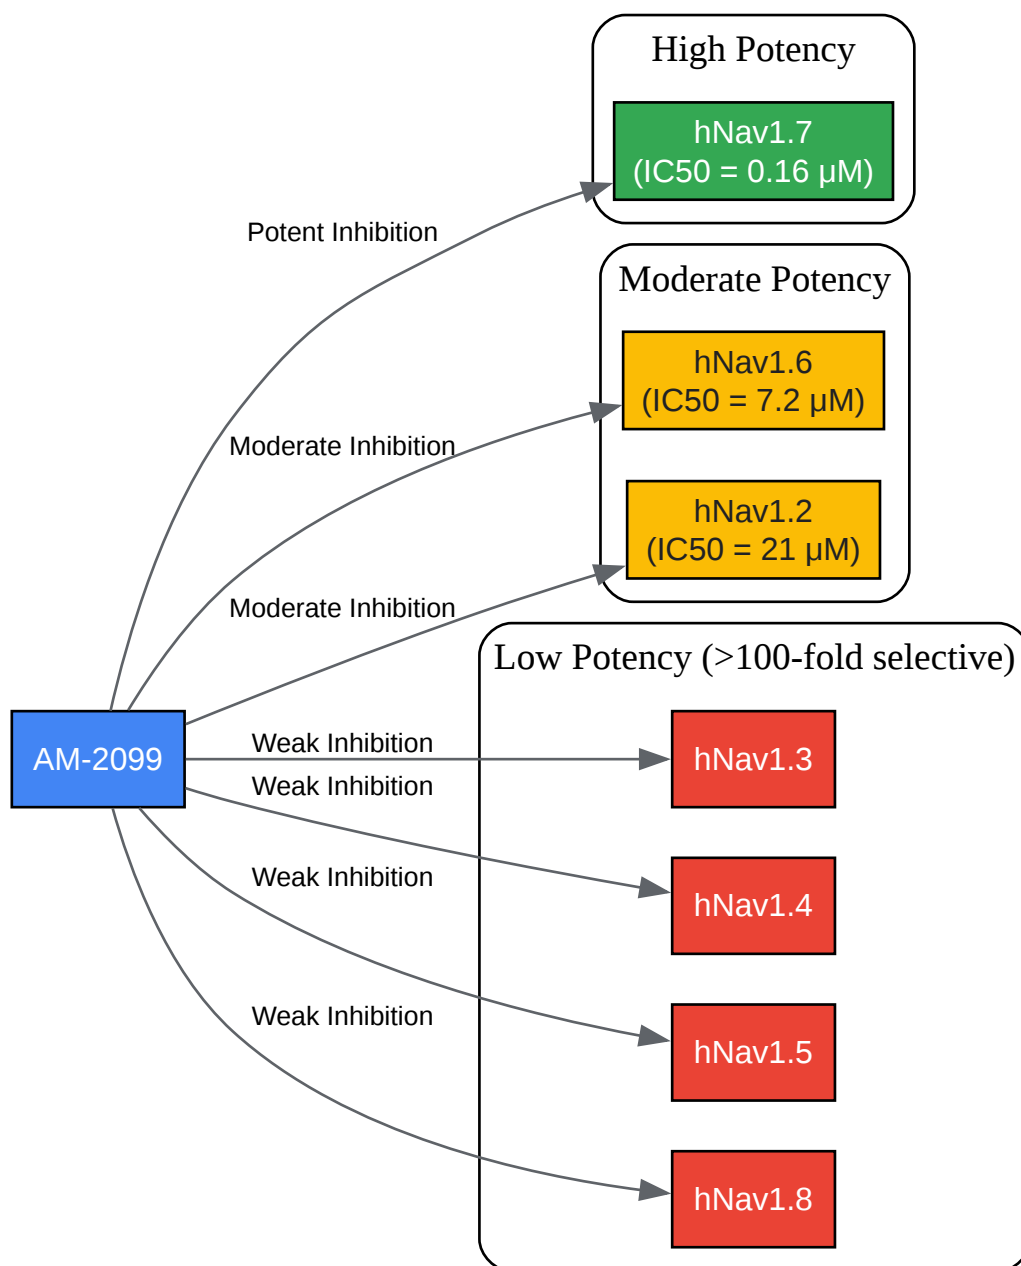 High Potency
hNav1.7
(IC50 = 0.16 μM)
Potent Inhibition
Moderate Potency
hNav1.6
(IC50 = 7.2 μM)
Moderate Inhibition
hNav1.2
(IC50 = 21 μM)
Moderate Inhibition
Low Potency (>100-fold selective)
AM-2099
Weak Inhibition
hNav1.3
Weak Inhibition
hNav1.4
Weak Inhibition
hNav1.5
Weak Inhibition
hNav1.8